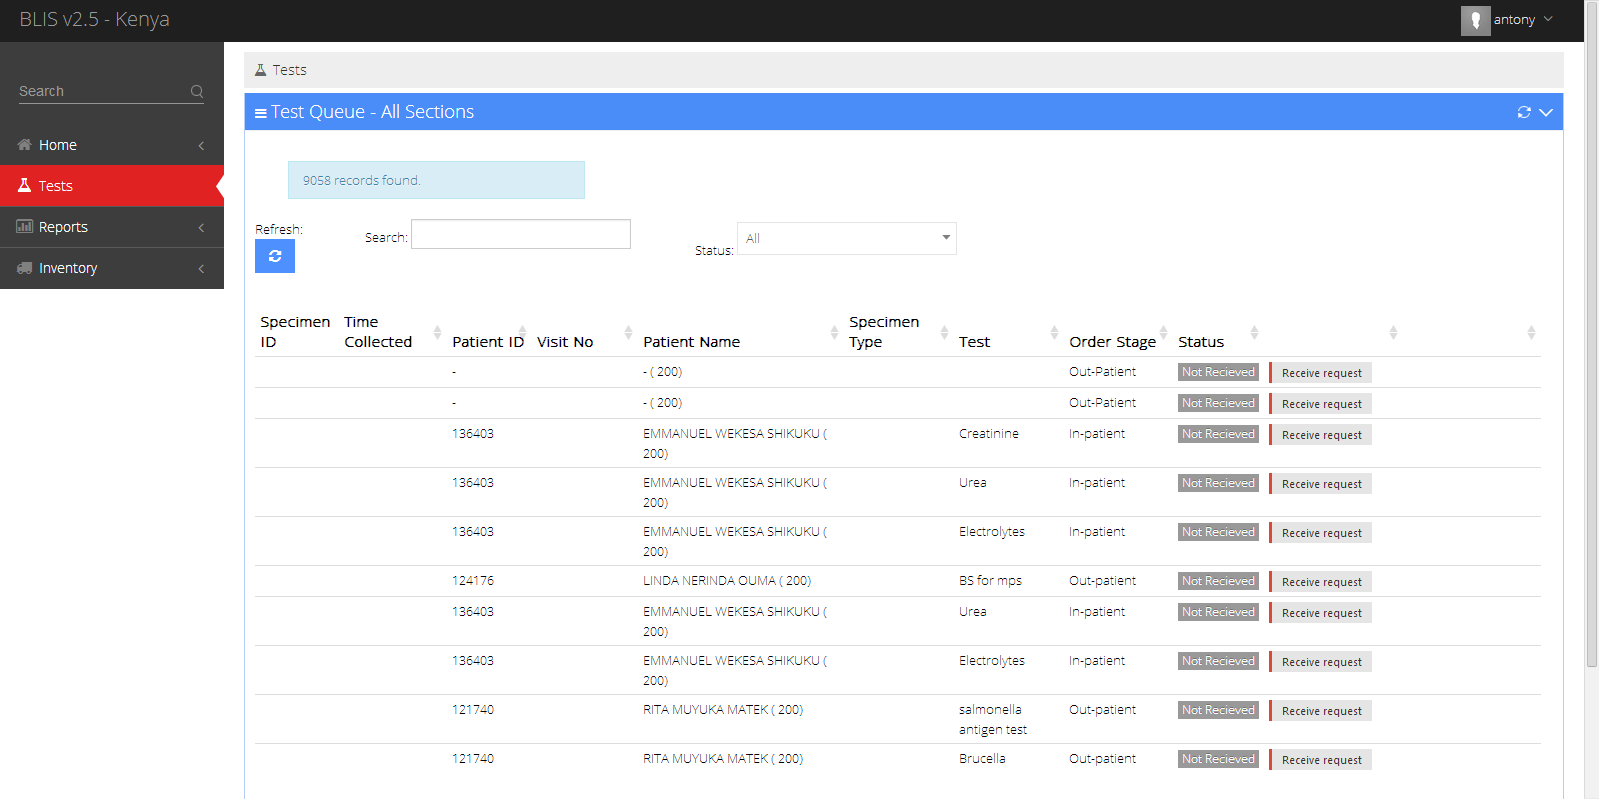 BLIS v2.5 - Kenya
antony
Search
Home
Tests
Reports
Inventory
Tests
Test Queue - All Sections
9058 records found.
Refresh:
Search:
Status: All
Specimen ID Time Collected Patient ID Visit No Patient Name Specimen Type Test Order Stage Status
- - ( 200) Out-Patient Not Recieved Receive request
- - ( 200) Out-Patient Not Recieved Receive request
136403 EMMANUEL WEKESA SHIKUKU ( Creatinine In-patient Not Recieved Receive request
200)
136403 EMMANUEL WEKESA SHIKUKU ( Urea In-patient Not Recieved Receive request
200)
136403 EMMANUEL WEKESA SHIKUKU ( Electrolytes In-patient Not Recieved Receive request
200)
124176 LINDA NERINDA OUMA ( 200) BS for mps Out-patient Not Recieved Receive request
136403 EMMANUEL WEKESA SHIKUKU ( Urea In-patient Not Recieved Receive request
200)
136403 EMMANUEL WEKESA SHIKUKU ( Electrolytes In-patient Not Recieved Receive request
200)
121740 RITA MUYUKA MATEK ( 200) salmonella Out-patient Not Recieved Receive request
antigen test
121740 RITA MUYUKA MATEK ( 200) Brucella Out-patient Not Recieved Receive request